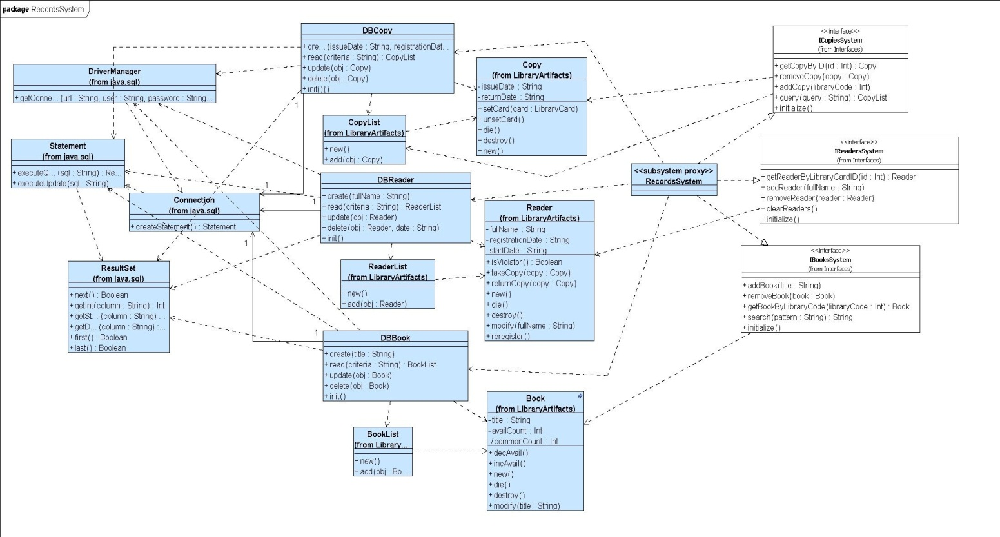 package RecordsSystem
DBCopy
+ cre... (issueDate : String, registrationDat...
+ read(criteria : String) : CopyList
+ update(obj : Copy)
+ delete(obj : Copy)
+ init()()
DriverManager
(from java.sql)
+ getConne... (url : String, user : String, password : String...
Copy
(from LibraryArtifacts)
- issueDate : String
- returnDate : String
+ setCard(card : LibraryCard)
+ unsetCard()
+ die()
+ destroy()
+ new()
<<interface>>
ICopiesSystem
(from Interfaces)
+ getCopyByID(id : Int) : Copy
+ removeCopy(copy : Copy)
+ addCopy(libraryCode : Int)
+ query(query : String) : CopyList
+ initialize()
1
CopyList
(from LibraryArtifacts)
+ new()
+ add(obj : Copy)
Statement
(from java.sql)
+ executeQ... (sql : String) : Re...
+ executeUpdate(sql : String) : ...
<<interface>>
IReadersSystem
(from Interfaces)
+ getReaderByLibraryCardID(id : Int) : Reader
+ addReader(fullName : String)
+ removeReader(reader : Reader)
+ clearReaders()
+ initialize()
<<subsystem proxy>>
RecordsSystem
DBReader
+ create(fullName : String)
+ read(criteria : String) : ReaderList
+ update(obj : Reader)
+ delete(obj : Reader, date : String)
+ init()
1
1
Connection
(from java.sql)
+ createStatement() : Statement
Reader
(from LibraryArtifacts)
- fullName : String
- registrationDate : String
- startDate : String
+ isViolator() : Boolean
+ takeCopy(copy : Copy)
+ returnCopy(copy : Copy)
+ new()
+ die()
+ destroy()
+ modify(fullName : String)
+ reregister()
1
<<interface>>
IBooksSystem
(from Interfaces)
+ addBook(title : String)
+ removeBook(book : Book)
+ getBookByLibraryCode(libraryCode : Int) : Book
+ search(pattern : String) : String
+ initialize()
ResultSet
(from java.sql)
+ next() : Boolean
+ getInt(column : String) : Int
+ getSt... (column : String) ...
+ getD... (column : String) :...
+ first() : Boolean
+ last() : Boolean
ReaderList
(from LibraryArtifacts)
+ new()
+ add(obj : Reader)
1
DBBook
+ create(title : String)
+ read(criteria : String) : BookList
+ update(obj : Book)
+ delete(obj : Book)
+ init()
Book
(from LibraryArtifacts)
- title : String
- availCount : Int
-/commonCount : Int
+ decAvail()
+ incAvail()
+ new()
+ die()
+ destroy()
+ modify(title : String)
BookList
(from Library...
+ new()
+ add(obj : Bo...